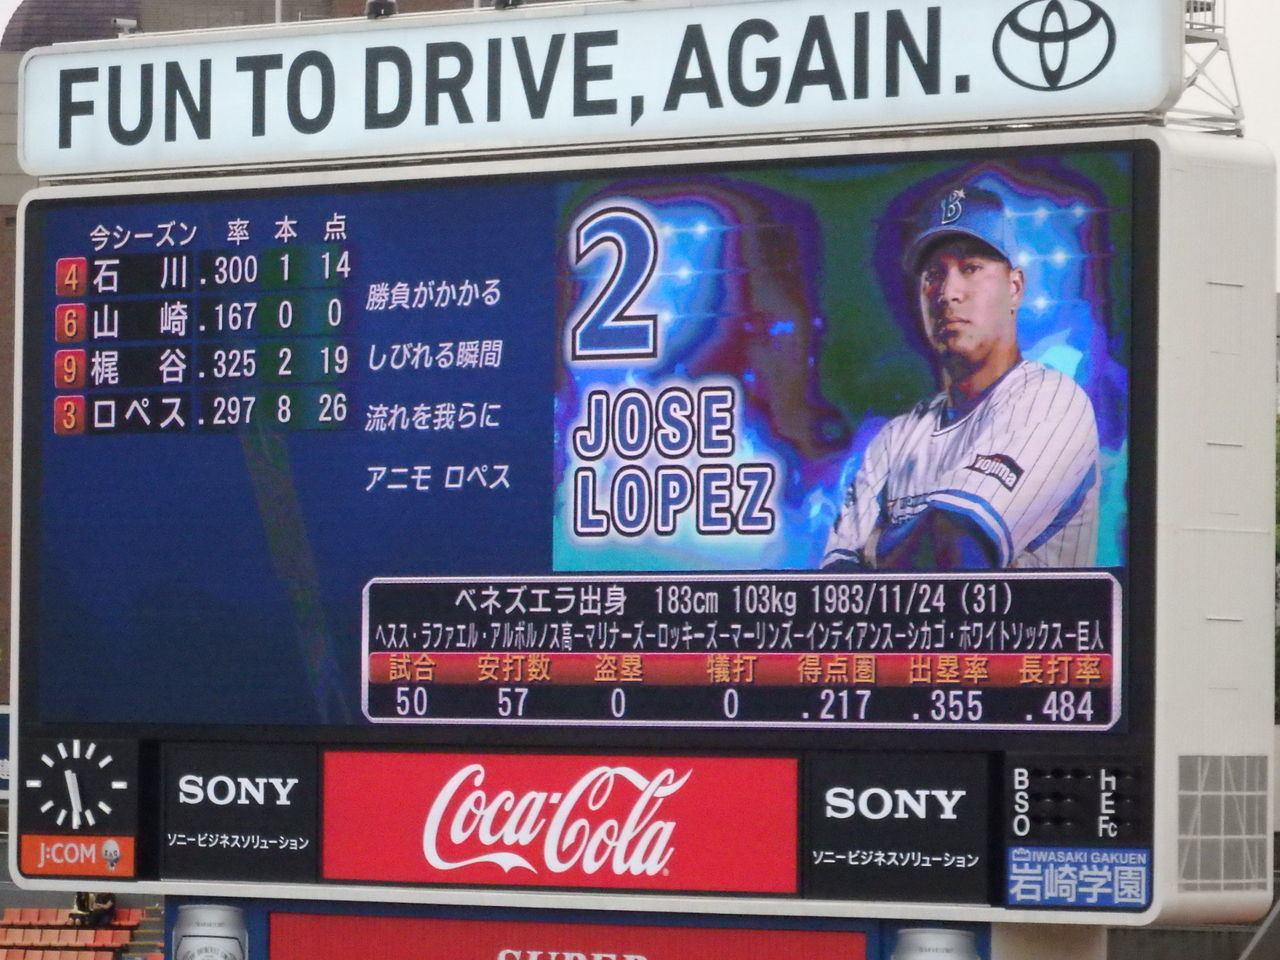 FUN TO DRIVE, AGAIN.
今シーズン 率 本 点
4 石川 .300 1 14
6 山崎 .167 0 0
9 梶谷 .325 2 19
3 ロペス .297 8 26
勝負がかかる
しびれる瞬間
流れを我らに
アニモ ロペス
2
JOSE
LOPEZ
B
Nojima
ベネズエラ出身 183cm 103kg 1983/11/24 (31)
ヘスス・ラファエル・アルボルノス高ーマリナーズーロッキーズーマーリンズーインディアンスーシカゴ・ホワイトソックスー巨人
試合 安打数 盗塁 犠打 得点圏 出塁率 長打率
50 57 0 0 .217 .355 .484
J:COM
SONY
ソニービジネスソリューション
Coca-Cola
SONY
ソニービジネスソリューション
B H
S E
O Fc
IWASAKI GAKUEN
岩崎学園
SUPER